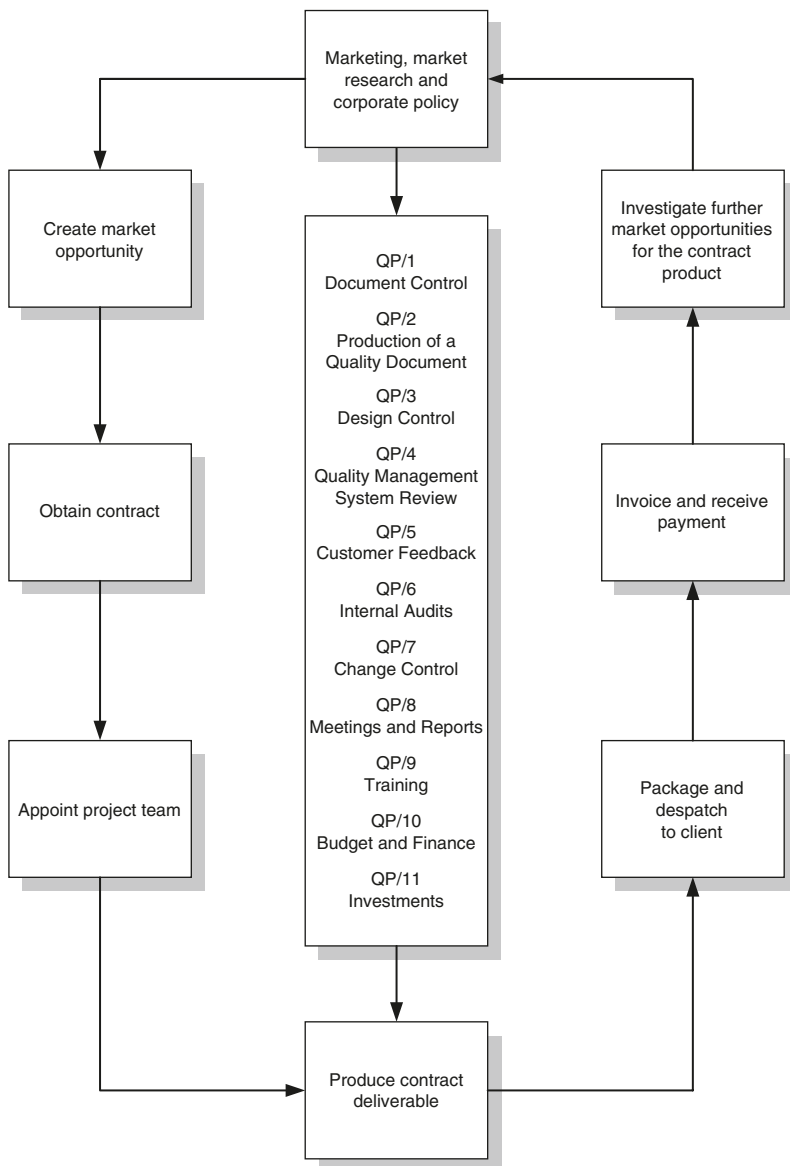 Marketing, market
research and
corporate policy
Create market
opportunity
Investigate further
market opportunities
for the contract
product
QP/1
Document Control
QP/2
Production of a
Quality Document
QP/3
Design Control
QP/4
Quality Management
System Review
QP/5
Customer Feedback
QP/6
Internal Audits
QP/7
Change Control
QP/8
Meetings and Reports
QP/9
Training
QP/10
Budget and Finance
QP/11
Investments
Obtain contract
Invoice and receive
payment
Appoint project team
Package and
despatch
to client
Produce contract
deliverable